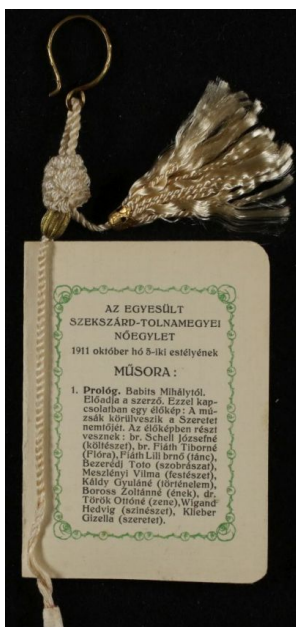 AZ EGYESÜLT
SZEKSZÁRD-TOLNAMEGYEI
NŐEGYLET
1911 október hó 5-iki estélyének
MŰSORA :
1. Prológ. Babits Mihálytól.
Előadja a szerző. Ezzel kap-
csolatban egy élőkép: A mú-
zsák körülveszik a Szeretet
nemtőjét. Az élőképben részt
vesznek: br. Schell Józsefné
(költészet), br. Fiáth Tiborné
(Flóra), Fiáth Lili brnő (tánc),
Bezerédj Toto (szobrászat),
Meszlényi Vilma (festészet),
Káldy Gyuláné (történelem),
Boross Zoltánné (ének), dr.
Török Ottóné (zene), Wigand
Hedvig (színészet), Klieber
Gizella (szeretet).